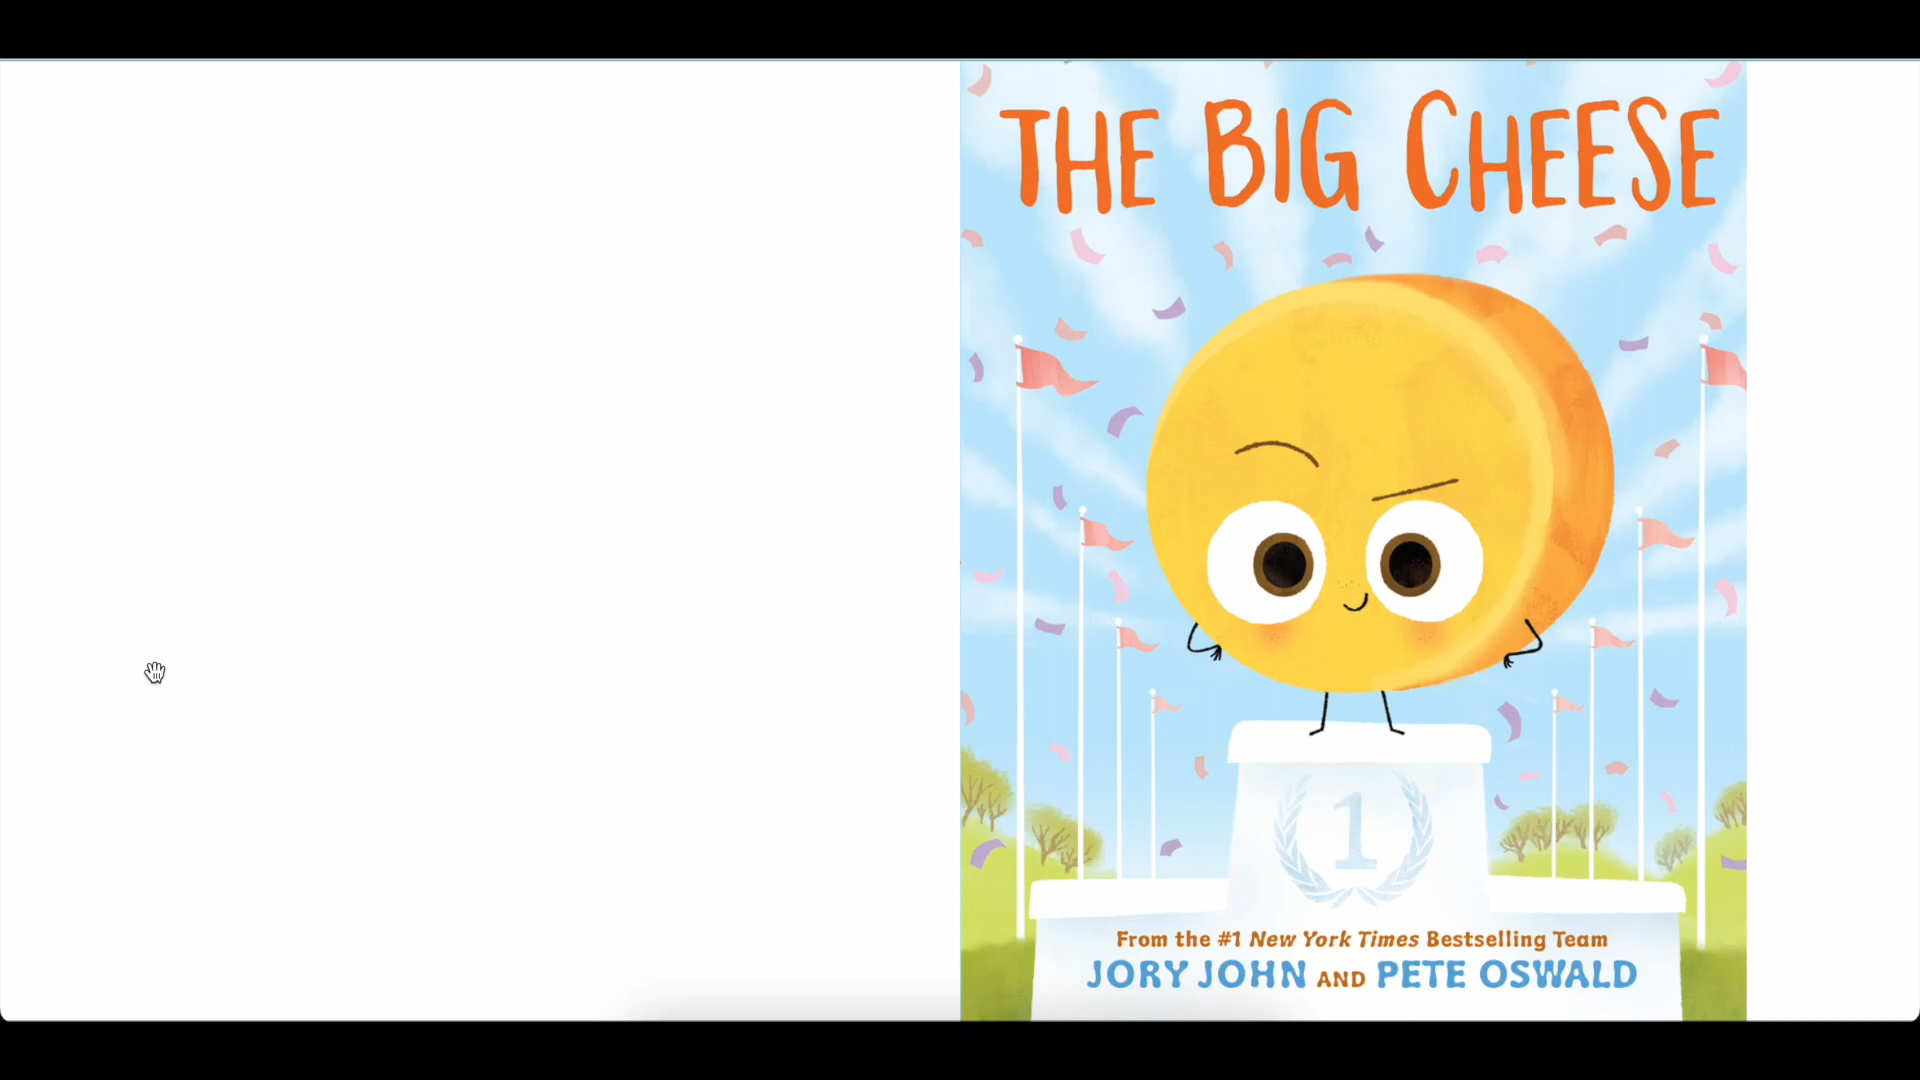 THE BIG CHEESE
1
From the #1 New York Times Bestselling Team
JORY JOHN AND PETE OSWALD